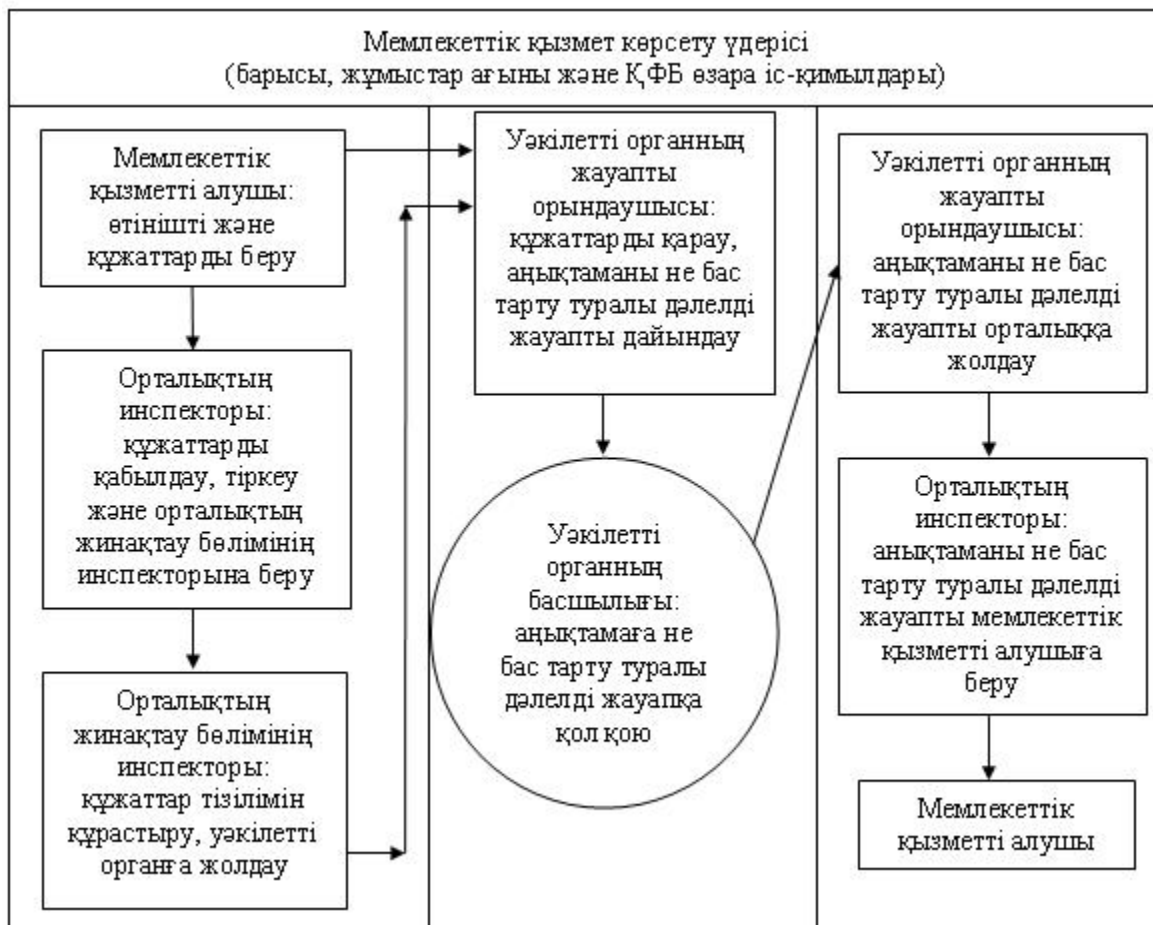 Мемлекеттік қызмет көрсету үдерісі
(барысы, жұмыстар ағыны және ҚФБ өзара іс-қимылдары)
Мемлекеттік
қызметті алушы:
өтінішті және
құжаттарды беру
Орталықтың
инспекторы:
құжаттарды
қабылдау, тіркеу
және орталықтың
жинақтау бөлімінің
инспекторына беру
Орталықтың
жинақтау бөлімінің
инспекторы:
құжаттар тізілімін
құрастыру, уәкілетті
органға жолдау
Уәкілетті органның
жауапты
орындаушысы:
құжаттарды қарау,
аңықтаманы не бас
тарту туралы дәлелді
жауапты дайындау
Уәкілетті
органның
басшылығы:
аңықтамаға не
бас тарту туралы
дәлелді жауапқа
қол қою
Уәкілетті органның
жауапты
орындаушысы:
аңықтаманы не бас
тарту туралы дәлелді
жауапты орталыққа
жолдау
Орталықтың
инспекторы:
анықтаманы не бас
тарту туралы дәлелді
жауапты мемлекеттік
қызметті алушыға
беру
Мемлекеттік
қызметті алушы